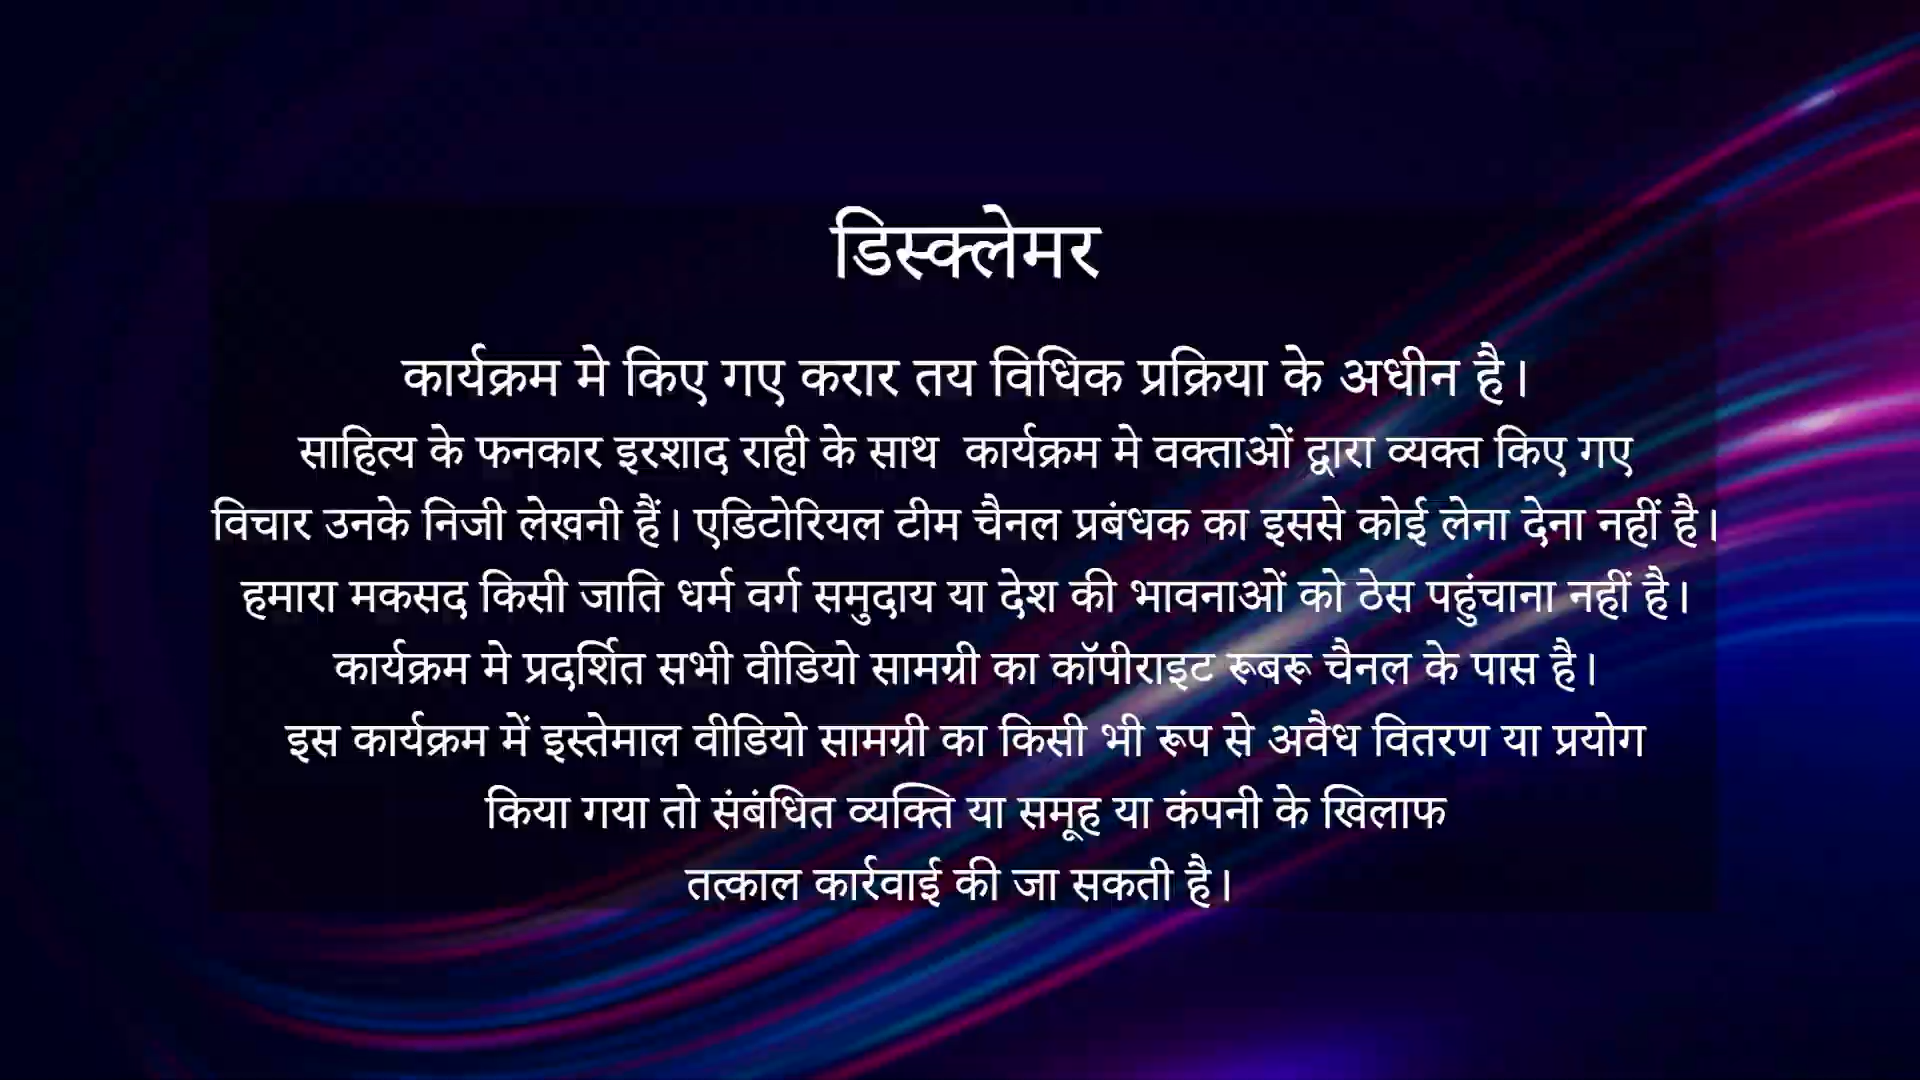 डिस्क्लेमर
कार्यक्रम मे किए गए करार तय विधिक प्रक्रिया के अधीन है।
साहित्य के फनकार इरशाद राही के साथ कार्यक्रम मे वक्ताओं द्वारा व्यक्त किए गए
विचार उनके निजी लेखनी हैं। एडिटोरियल टीम चैनल प्रबंधक का इससे कोई लेना देना नहीं है।
हमारा मकसद किसी जाति धर्म वर्ग समुदाय या देश की भावनाओं को ठेस पहुंचाना नहीं है।
कार्यक्रम मे प्रदर्शित सभी वीडियो सामग्री का कॉपीराइट रूबरू चैनल के पास है।
इस कार्यक्रम में इस्तेमाल वीडियो सामग्री का किसी भी रूप से अवैध वितरण या प्रयोग
किया गया तो संबंधित व्यक्ति या समूह या कंपनी के खिलाफ
तत्काल कार्रवाई की जा सकती है।